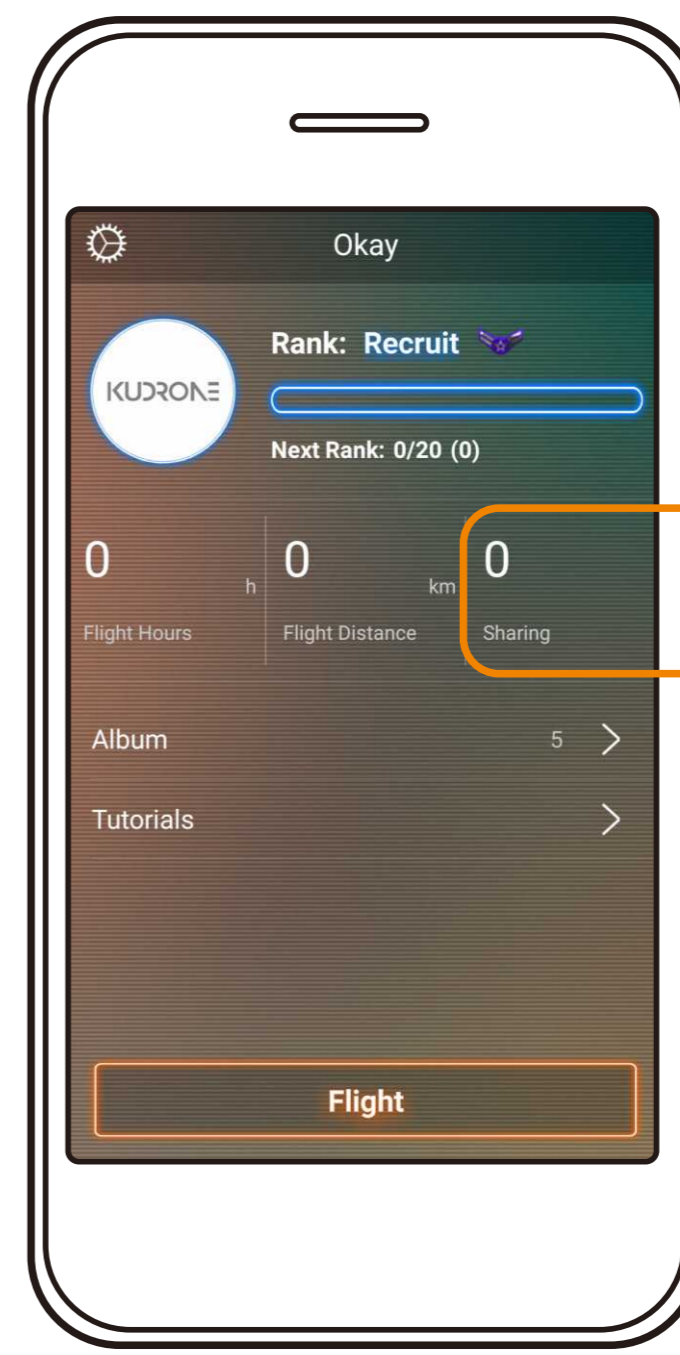 Okay
KUDRONE
Rank: Recruit
Next Rank: 0/20 (0)
0 h 0 km 0
Flight Hours Flight Distance Sharing
Album 5
Tutorials
Flight